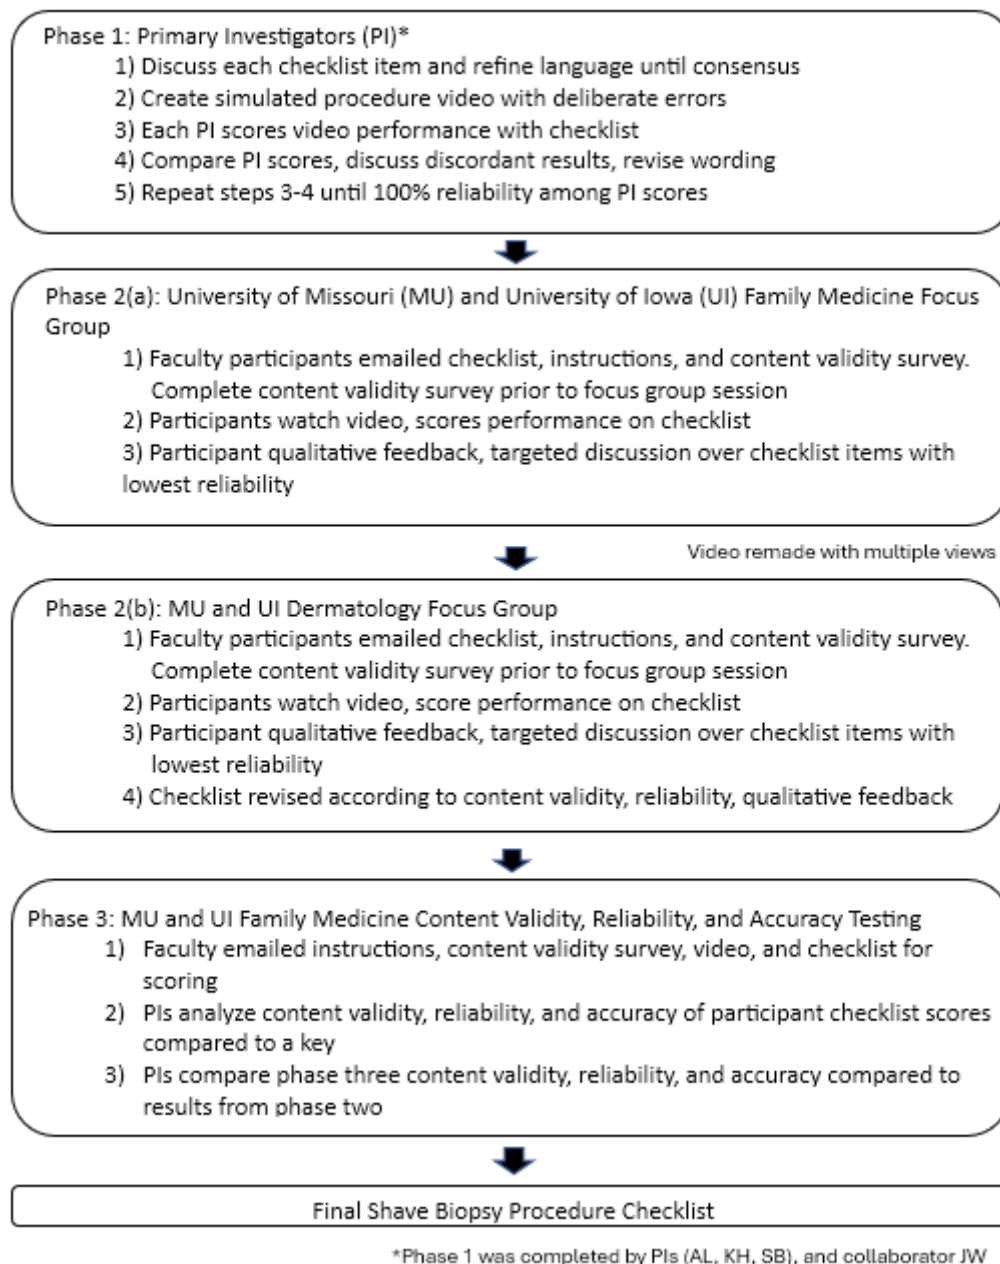 Phase 1: Primary Investigators (PI)*
1) Discuss each checklist item and refine language until consensus
2) Create simulated procedure video with deliberate errors
3) Each PI scores video performance with checklist
4) Compare PI scores, discuss discordant results, revise wording
5) Repeat steps 3-4 until 100% reliability among PI scores
Phase 2(a): University of Missouri (MU) and University of Iowa (UI) Family Medicine Focus
Group
1) Faculty participants emailed checklist, instructions, and content validity survey.
Complete content validity survey prior to focus group session
2) Participants watch video, scores performance on checklist
3) Participant qualitative feedback, targeted discussion over checklist items with
lowest reliability
Video remade with multiple views
Phase 2(b): MU and UI Dermatology Focus Group
1) Faculty participants emailed checklist, instructions, and content validity survey.
Complete content validity survey prior to focus group session
2) Participants watch video, score performance on checklist
3) Participant qualitative feedback, targeted discussion over checklist items with
lowest reliability
4) Checklist revised according to content validity, reliability, qualitative feedback
Phase 3: MU and UI Family Medicine Content Validity, Reliability, and Accuracy Testing
1) Faculty emailed instructions, content validity survey, video, and checklist for
scoring
2) PIs analyze content validity, reliability, and accuracy of participant checklist scores
compared to a key
3) PIs compare phase three content validity, reliability, and accuracy compared to
results from phase two
Final Shave Biopsy Procedure Checklist
*Phase 1 was completed by PIs (AL, KH, SB), and collaborator JW